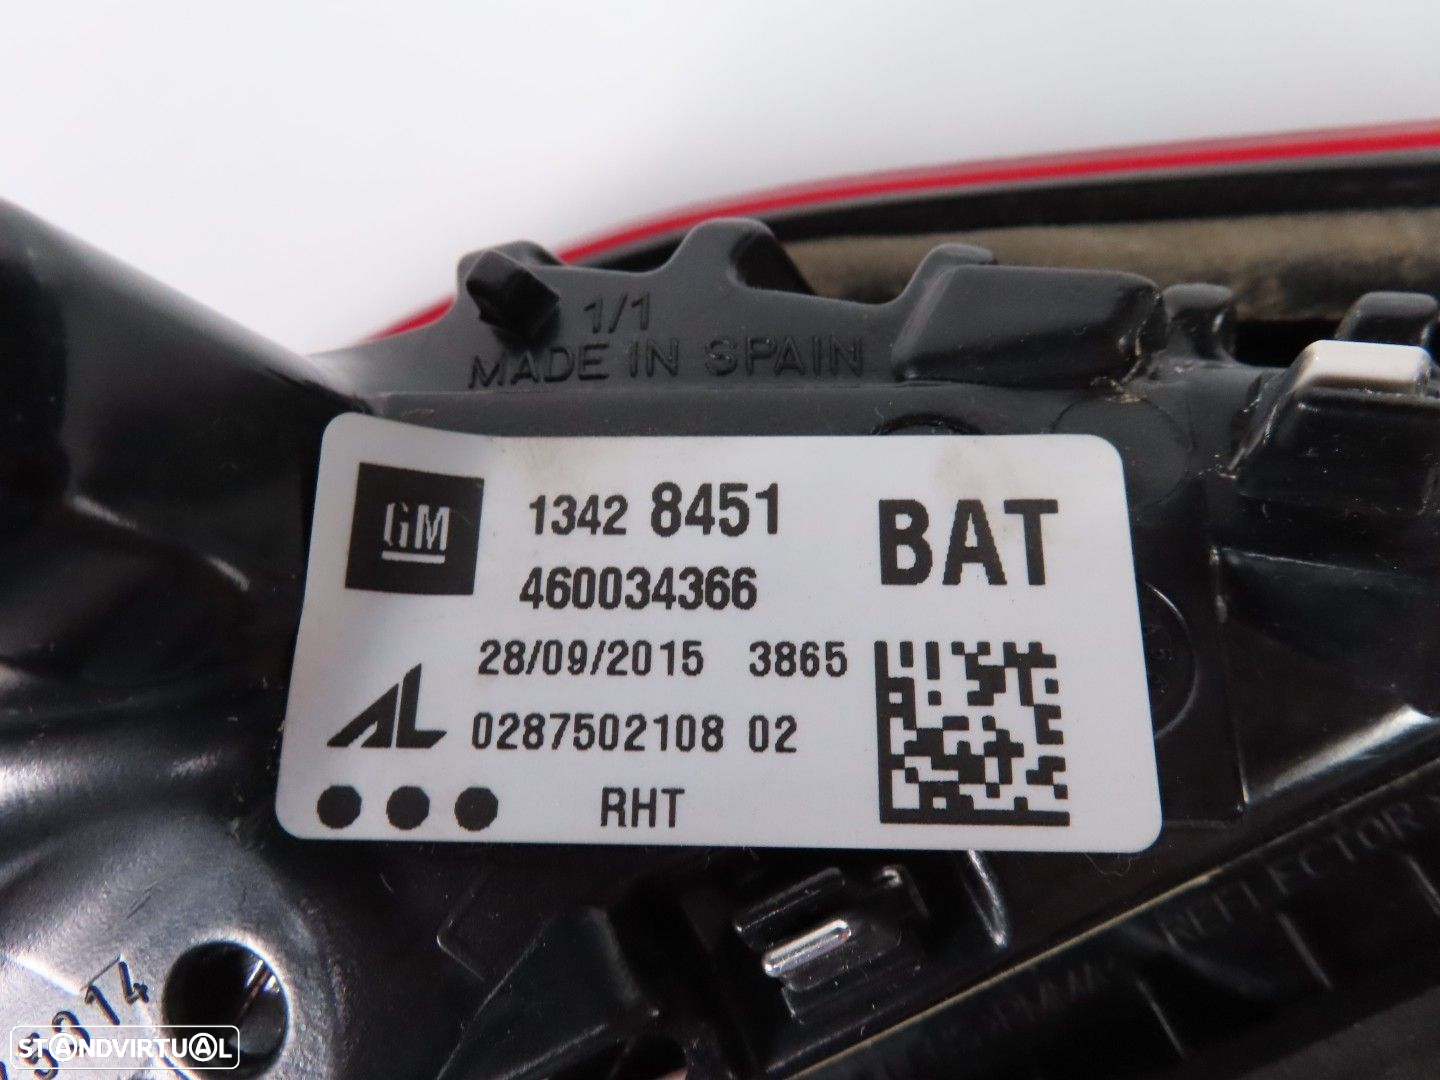 1/1
MADE IN SPAIN
GM
1342 8451
BAT
460034366
28/09/2015 3865
AL
0287502108 02
RHT
REFLECTOR
STANDVIRTUAL